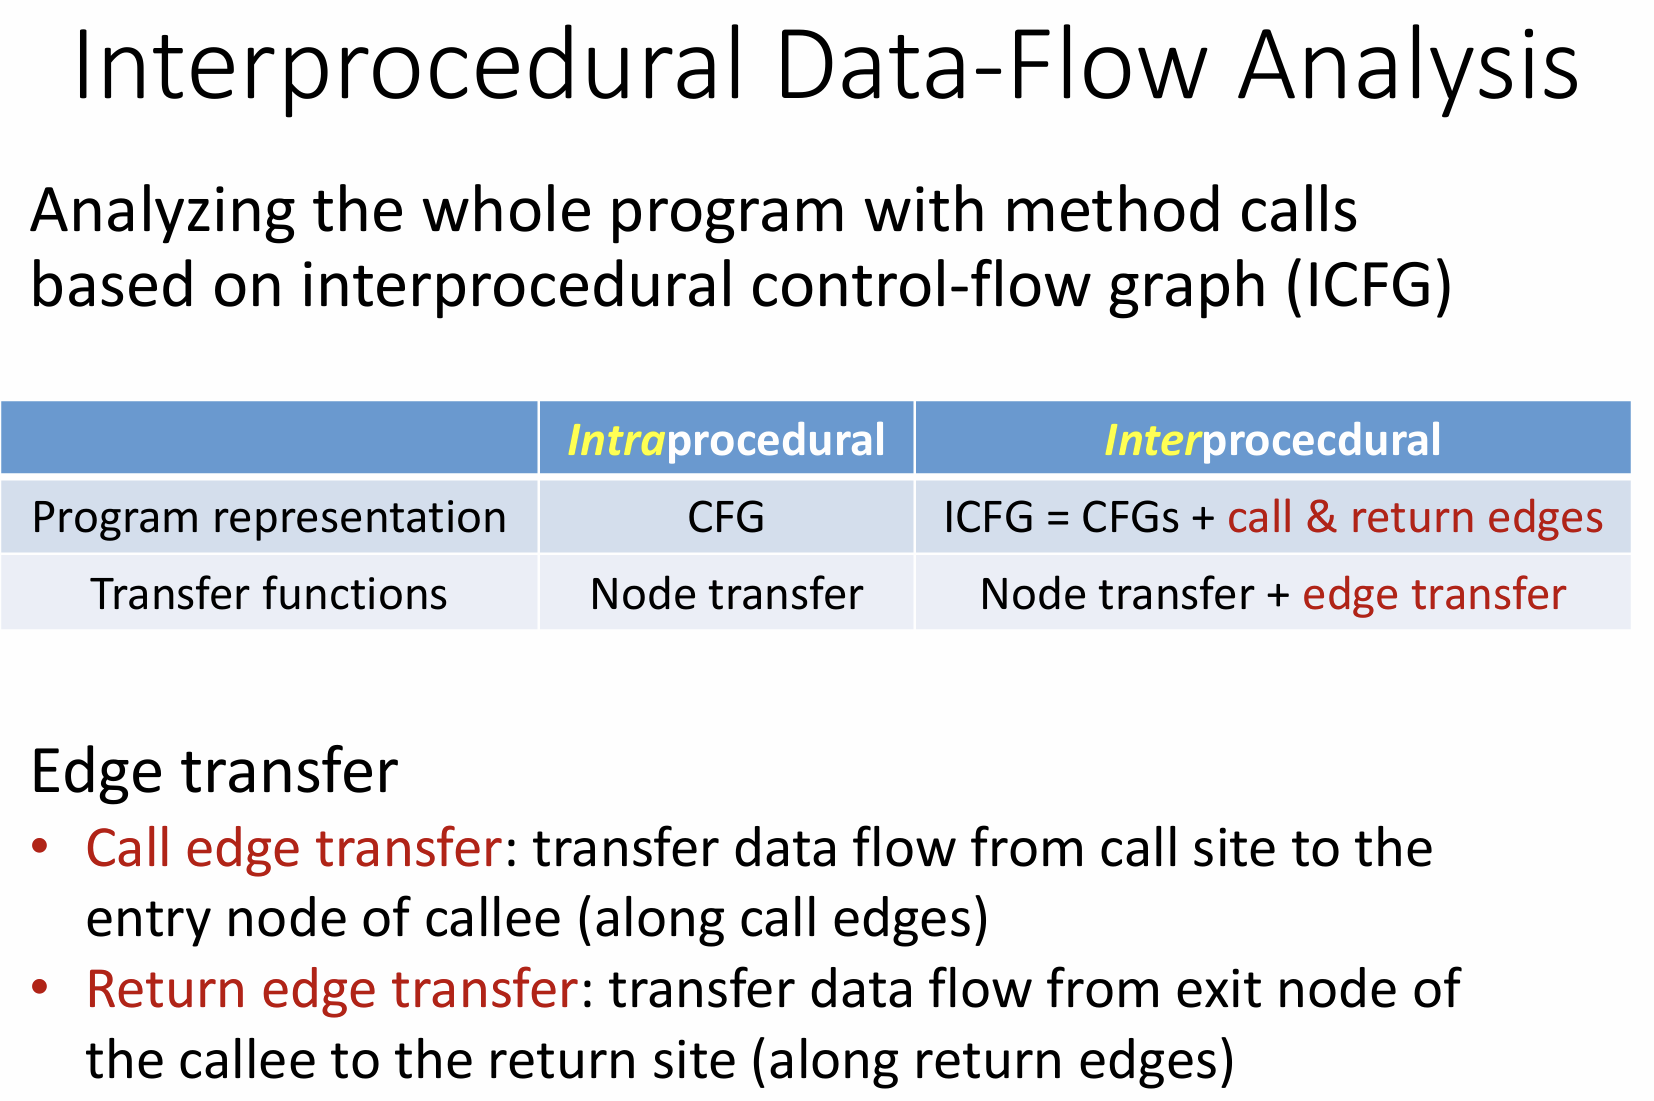 Interprocedural Data-Flow Analysis
Analyzing the whole program with method calls
based on interprocedural control-flow graph (ICFG)
Intraprocedural Interprocecdural
Program representation CFG ICFG = CFGs + call & return edges
Transfer functions Node transfer Node transfer + edge transfer
Edge transfer
• Call edge transfer: transfer data flow from call site to the
entry node of callee (along call edges)
• Return edge transfer: transfer data flow from exit node of
the callee to the return site (along return edges)